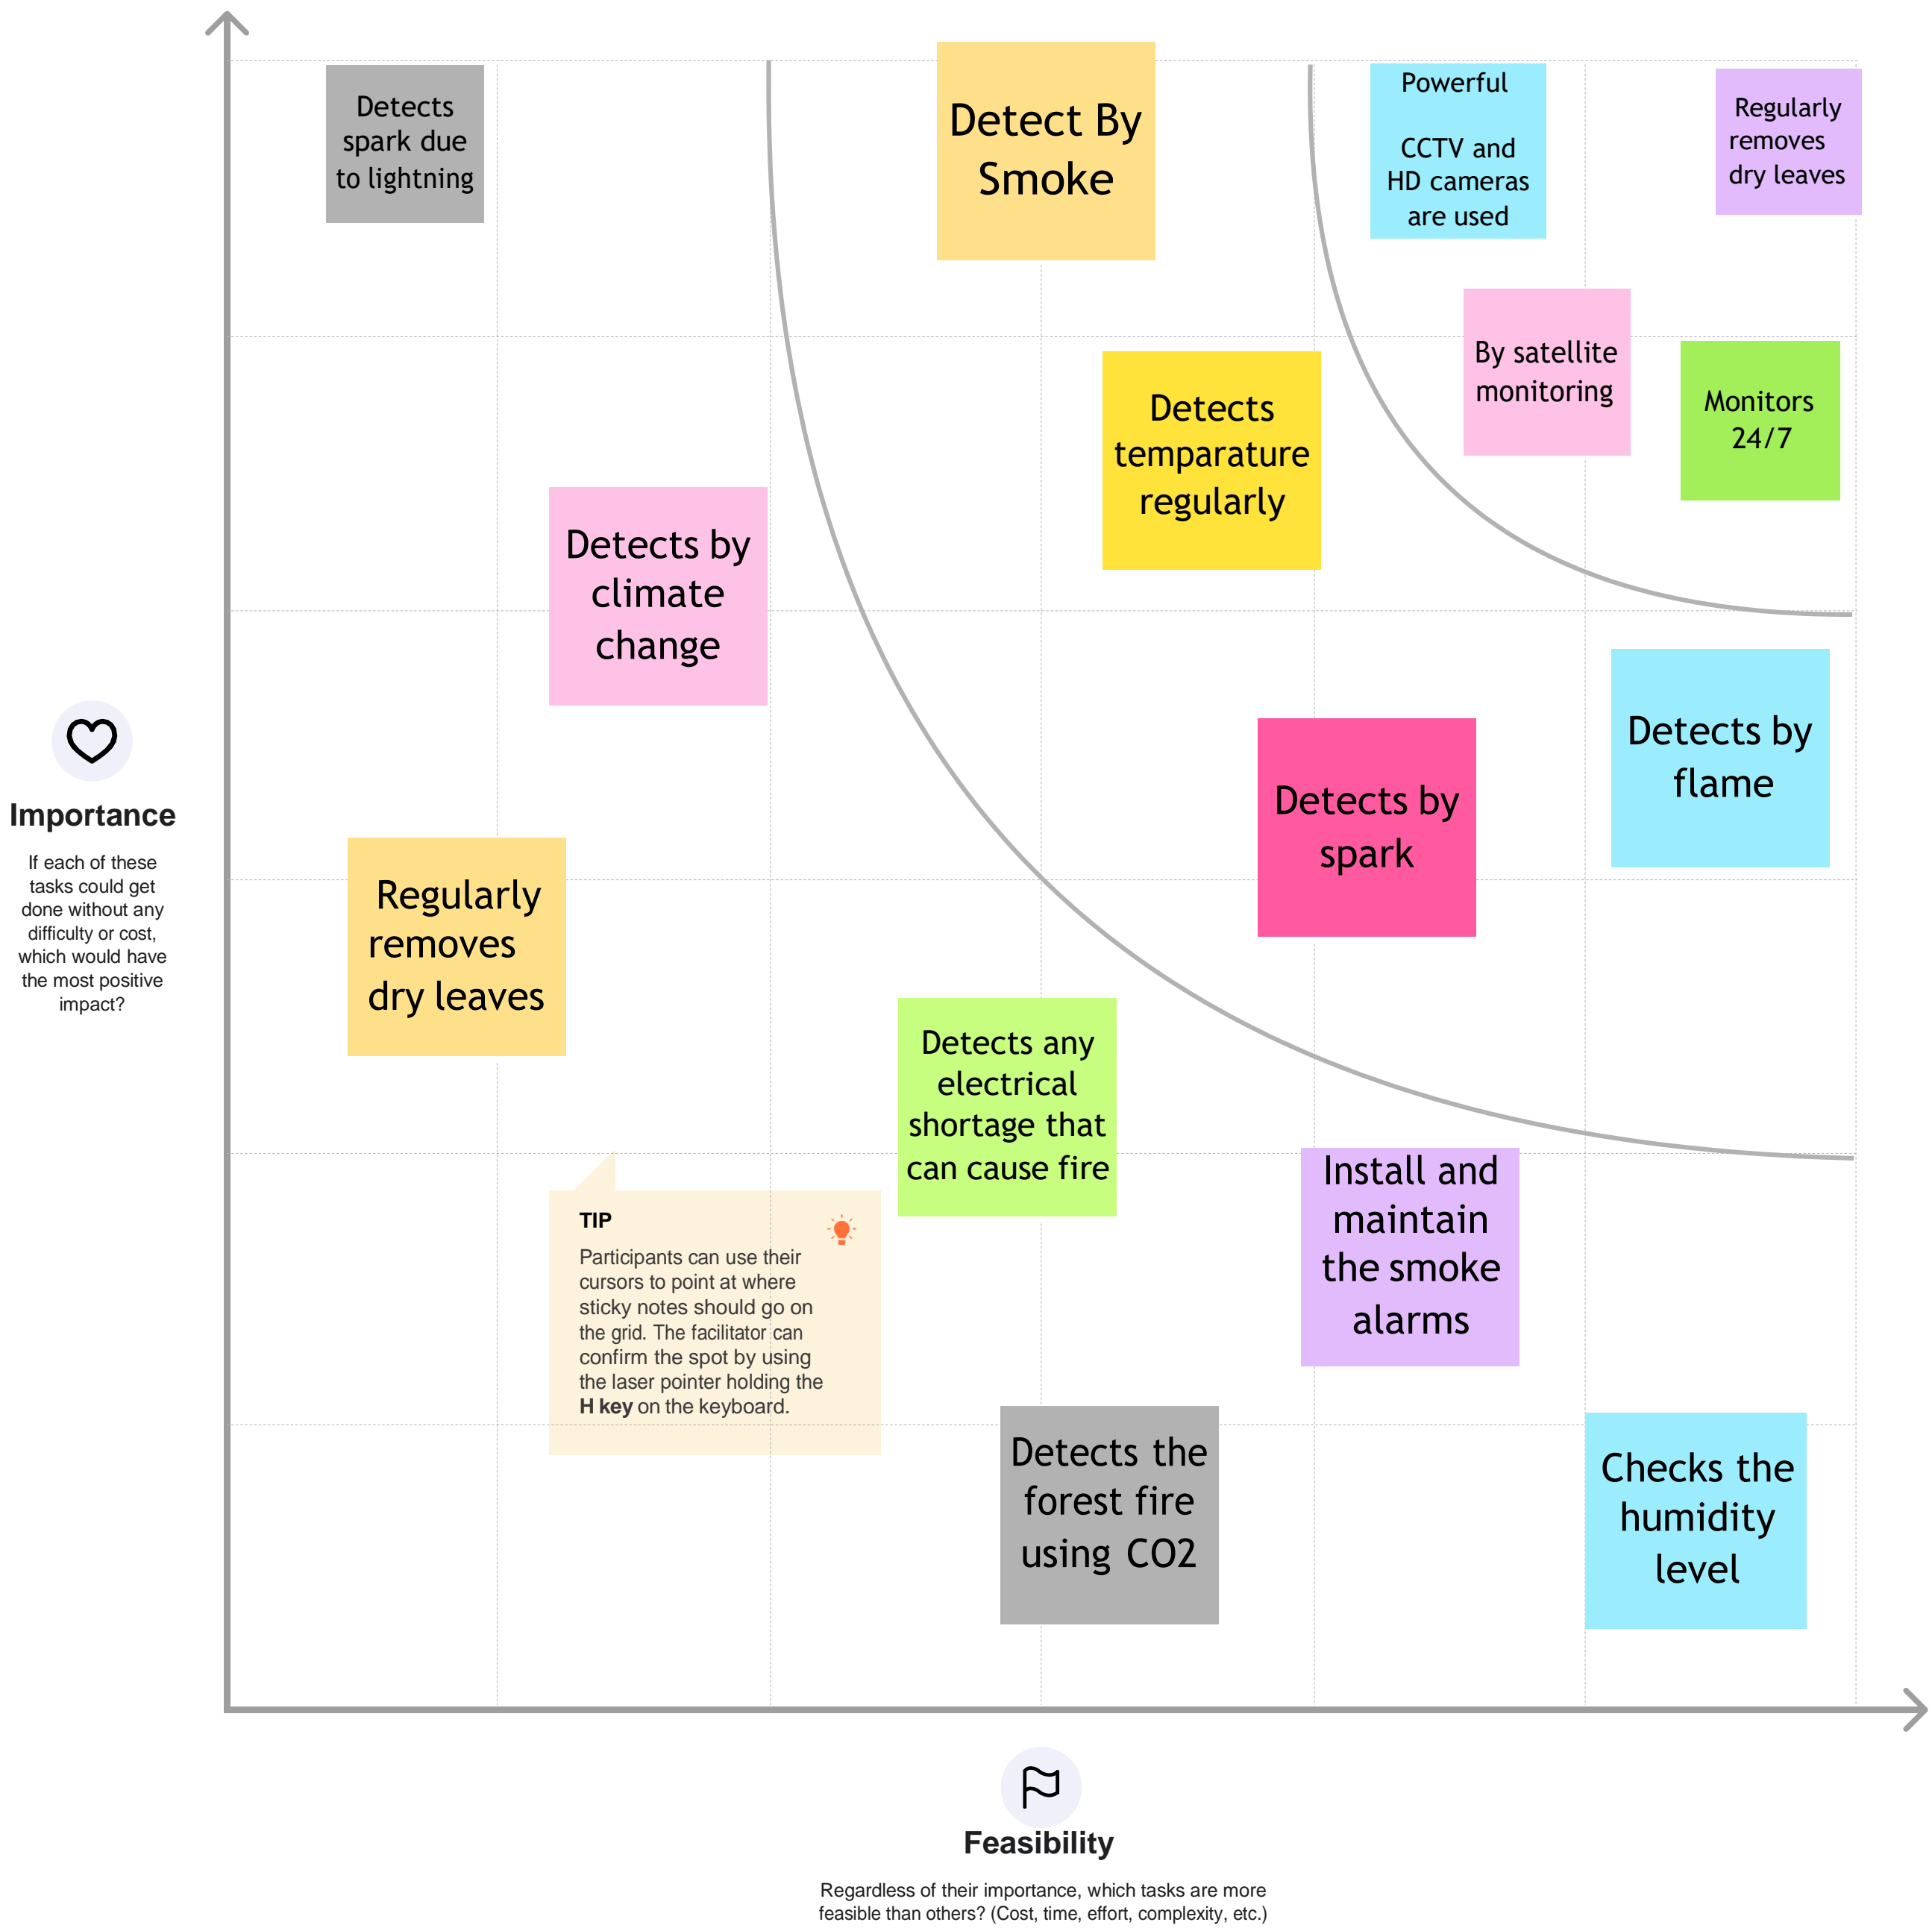 Detects
spark due
to lightning
Detect By
Smoke
Powerful
CCTV and
HD cameras
are used
Regularly
removes
dry leaves
By satellite
monitoring
Monitors
24/7
Detects
temparature
regularly
Detects by
climate
change
Detects by
flame
Detects by
spark
Importance
If each of these
tasks could get
done without any
difficulty or cost,
which would have
the most positive
impact?
Regularly
removes
dry leaves
Detects any
electrical
shortage that
can cause fire
Install and
maintain
the smoke
alarms
TIP
Participants can use their
cursors to point at where
sticky notes should go on
the grid. The facilitator can
confirm the spot by using
the laser pointer holding the
H key on the keyboard.
Detects the
forest fire
using CO2
Checks the
humidity
level
Feasibility
Regardless of their importance, which tasks are more
feasible than others? (Cost, time, effort, complexity, etc.)